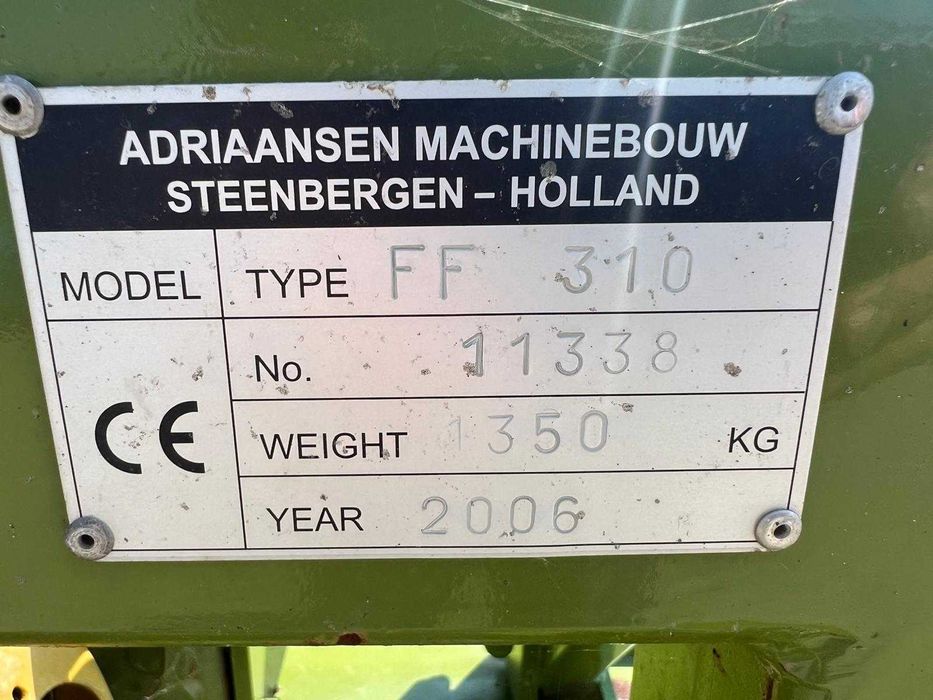 ADRIAANSEN MACHINEBOUW
STEENBERGEN – HOLLAND
MODEL TYPE FF 310
No. 11338
CE WEIGHT 1350 KG
YEAR 2006